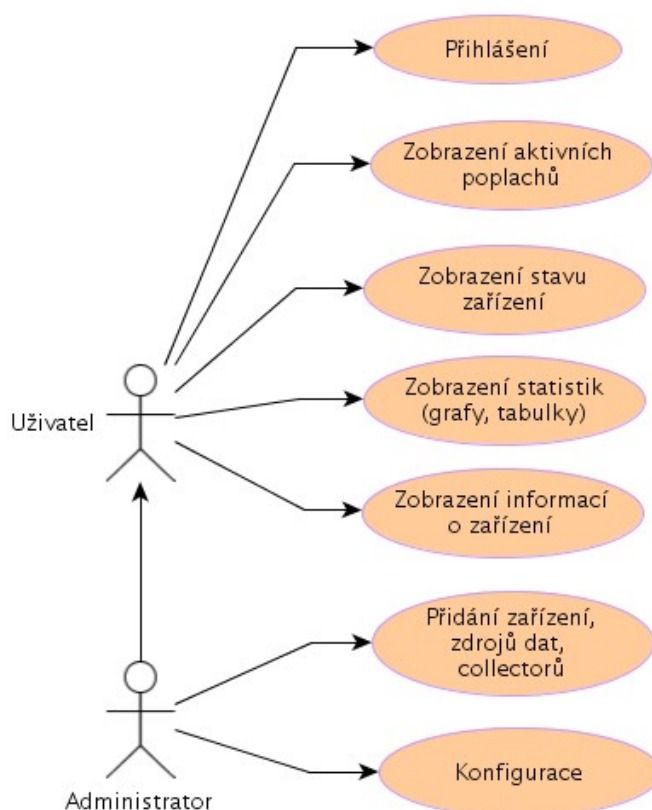 Přihlášení
Zobrazení aktivních
poplachů
Zobrazení stavu
zařízení
Zobrazení statistik
(grafy, tabulky)
Uživatel
Zobrazení informací
o zařízení
Přidání zařízení,
zdrojů dat,
collectorů
Konfigurace
Administrator